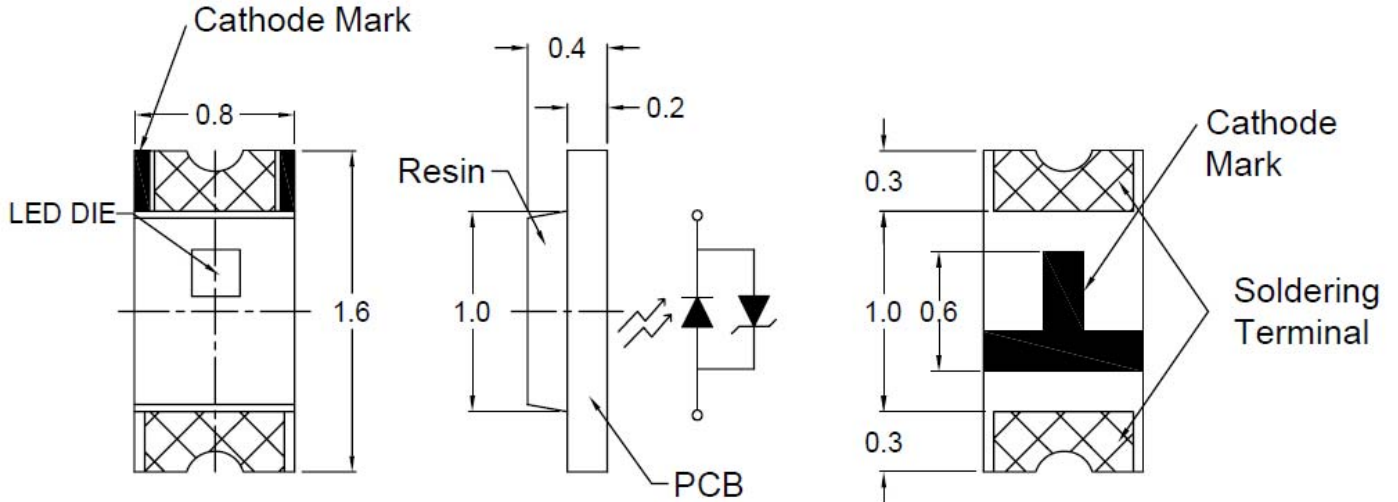 Cathode Mark
0.8
LED DIE
1.6
0.4
0.2
Resin
1.0
PCB
Cathode
Mark
0.3
1.0
0.6
Soldering
Terminal
0.3